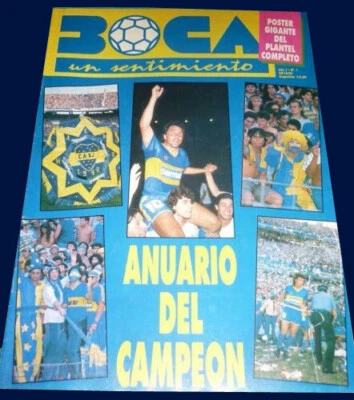 BOCA
un sentimiento
POSTER
GIGANTE
DEL
PLANTEL
COMPLETO
CABJ
ANUARIO
DEL
CAMPEON